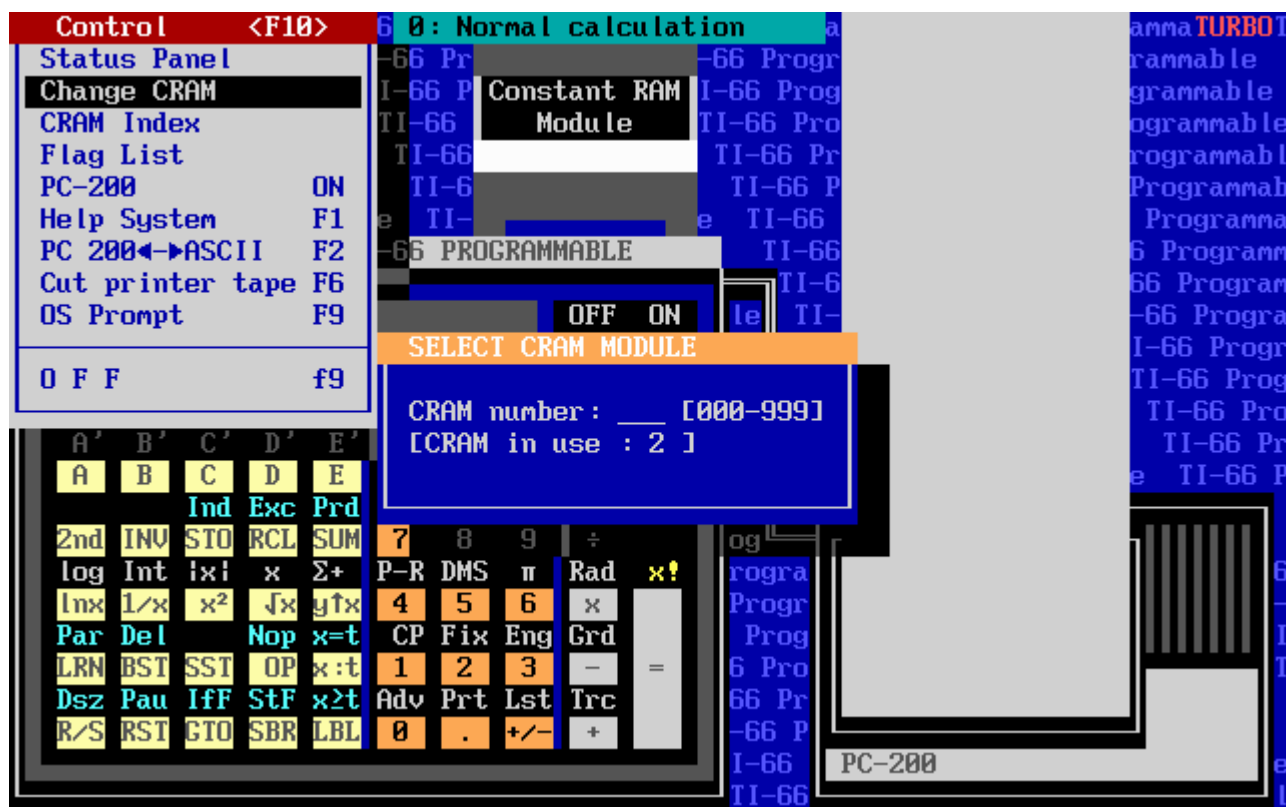 Control <F10>
Status Panel
Change CRAM
CRAM Index
Flag List
PC-200 ON
Help System F1
PC 200◄-►ASCII F2
Cut printer tape F6
OS Prompt F9
O F F f9
0: Normal calculation
TURBO
Constant RAM
Module
-66 PROGRAMMABLE
OFF ON
SELECT CRAM MODULE
CRAM number: ___ [000-999]
[CRAM in use : 2 ]
A' B' C' D' E'
A B C D E
Ind Exc Prd
2nd INV STO RCL SUM 7 8 9 ÷
log Int |x| x Σ+ P-R DMS π Rad x!
lnx 1/x x² √x y↑x 4 5 6 x
Par Del Nop x=t CP Fix Eng Grd
LRN BST SST OP x:t 1 2 3 - =
Dsz Pau IfF StF x≥t Adv Prt Lst Trc
R/S RST GTO SBR LBL 0 . +/- +
PC-200
TI-66 Programmable